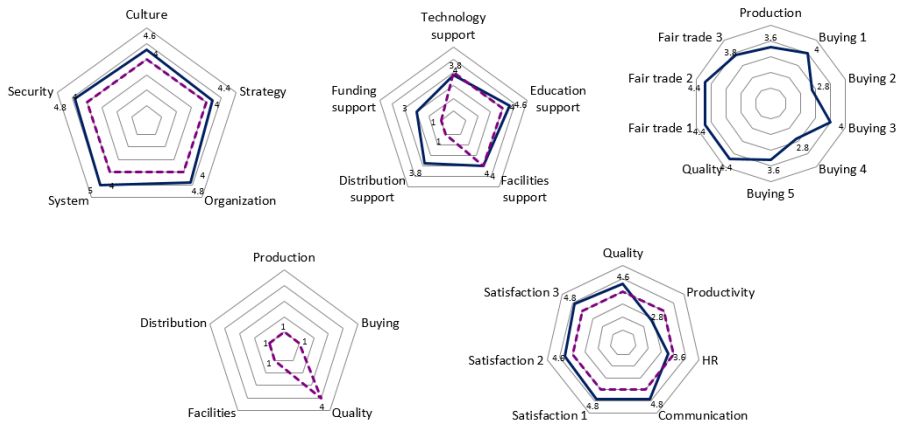 Culture
4.6
4
Security
4.8
4
4.4
Strategy
4
5
4
System
4
4.8
Organization
Technology
support
3.8
4
Funding
support
3
1
4.6
Education
support
1
1
3.8
Distribution
support
4
4
Facilities
support
Production
3.6
Fair trade 3
3.8
Buying 1
4
Fair trade 2
4.4
Buying 2
2.8
Fair trade 1
4.4
Buying 3
4
Quality
4.4
2.8
Buying 4
3.6
Buying 5
Production
Distribution
Buying
1
1
1
1
Facilities
4
Quality
Quality
4.6
Satisfaction 3
4.8
Productivity
2.8
Satisfaction 2
4.6
3.6
HR
4.8
Satisfaction 1
4.8
Communication